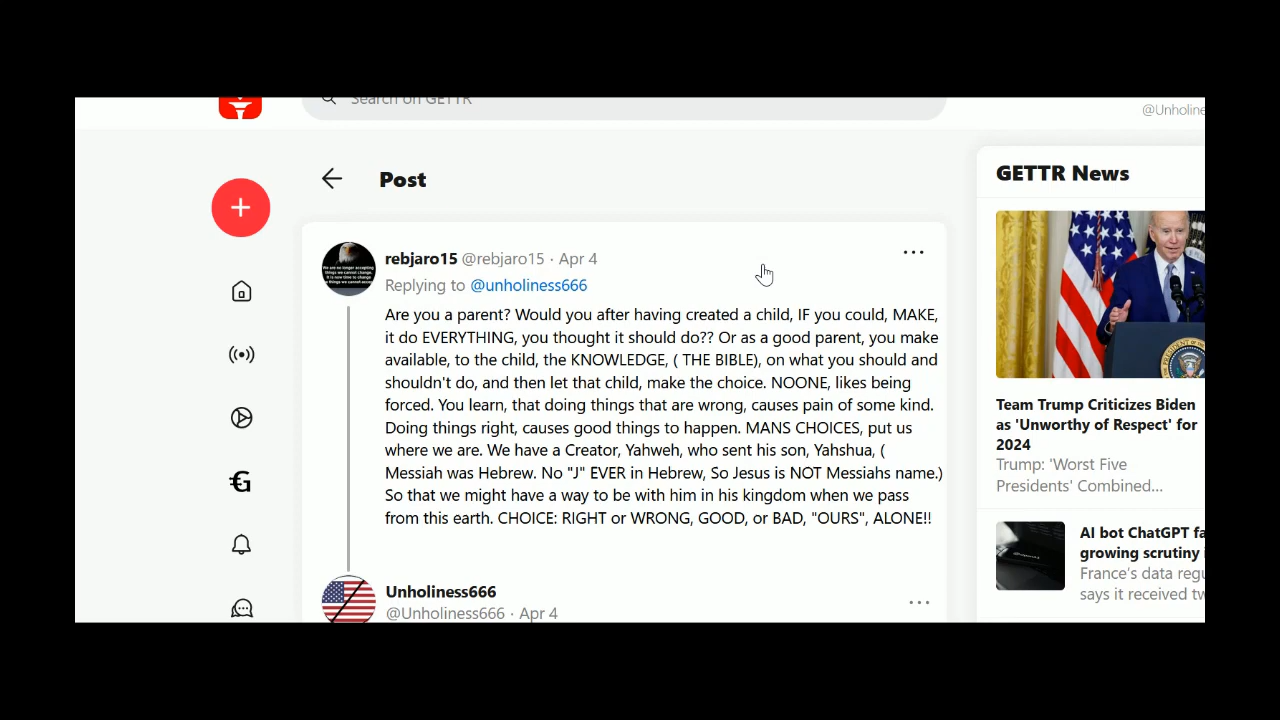 Search on GETTR
@Unholine
Post
GETTR News
rebjaro15 @rebjaro15 · Apr 4
Replying to @unholiness666
Are you a parent? Would you after having created a child, IF you could, MAKE,
it do EVERYTHING, you thought it should do?? Or as a good parent, you make
available, to the child, the KNOWLEDGE, ( THE BIBLE), on what you should and
shouldn't do, and then let that child, make the choice. NOONE, likes being
forced. You learn, that doing things that are wrong, causes pain of some kind.
Doing things right, causes good things to happen. MANS CHOICES, put us
where we are. We have a Creator, Yahweh, who sent his son, Yahshua, (
Messiah was Hebrew. No "J" EVER in Hebrew, So Jesus is NOT Messiahs name.)
So that we might have a way to be with him in his kingdom when we pass
from this earth. CHOICE: RIGHT or WRONG, GOOD, or BAD, "OURS", ALONE!!
Unholiness666
@Unholiness666 · Apr 4
Team Trump Criticizes Biden
as 'Unworthy of Respect' for
2024
Trump: 'Worst Five
Presidents' Combined...
AI bot ChatGPT fa
growing scrutiny
France's data regu
says it received tw